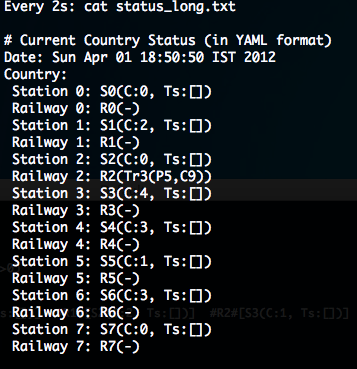 Every 2s: cat status_long.txt
# Current Country Status (in YAML format)
Date: Sun Apr 01 18:50:50 IST 2012
Country:
Station 0: S0(C:0, Ts:[])
Railway 0: R0(-)
Station 1: S1(C:2, Ts:[])
Railway 1: R1(-)
Station 2: S2(C:0, Ts:[])
Railway 2: R2(Tr3(P5,C9))
Station 3: S3(C:4, Ts:[])
Railway 3: R3(-)
Station 4: S4(C:3, Ts:[])
Railway 4: R4(-)
Station 5: S5(C:1, Ts:[])
Railway 5: R5(-)
Station 6: S6(C:3, Ts:[])
Railway 6: R6(-)
Station 7: S7(C:0, Ts:[])
Railway 7: R7(-)